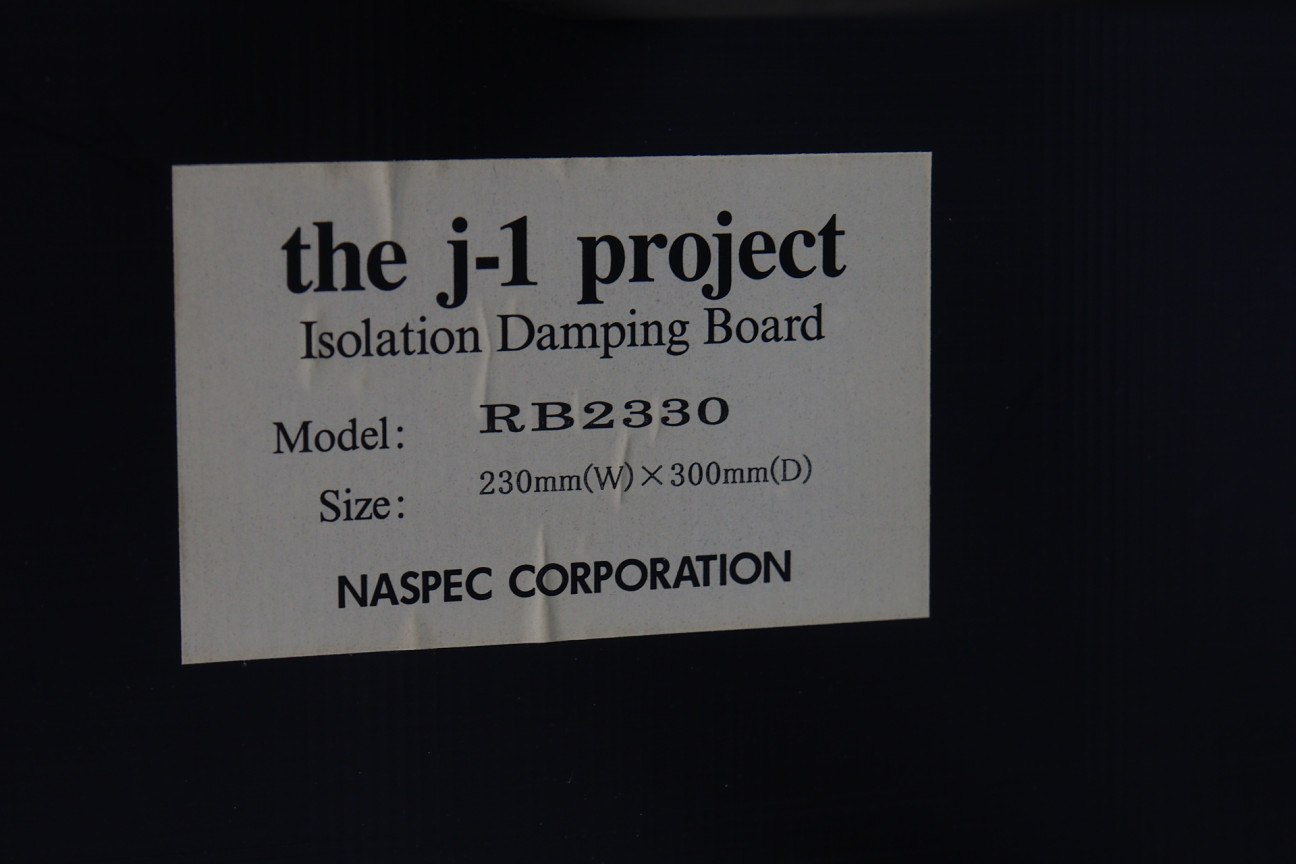 the j-1 project
Isolation Damping Board
Model: RB2330
Size: 230mm(W)×300mm(D)
NASPEC CORPORATION